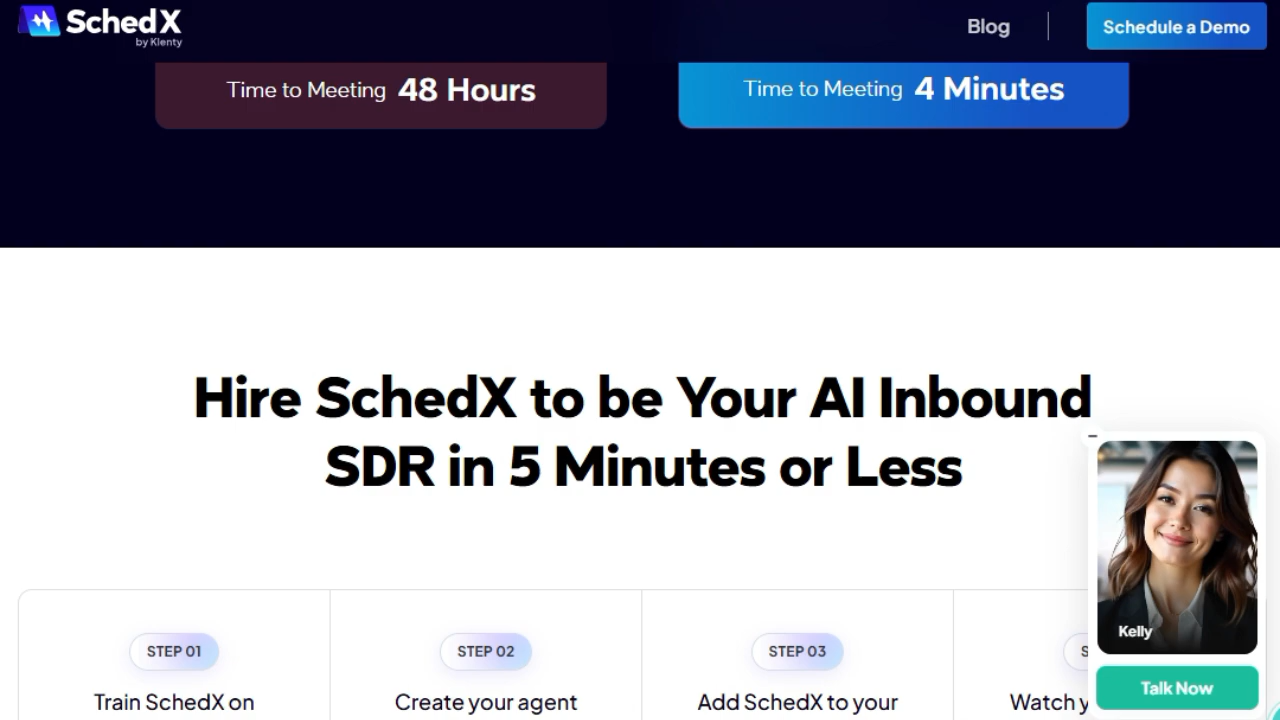 SchedX
by Klenty
Blog
Schedule a Demo
Time to Meeting 48 Hours
Time to Meeting 4 Minutes
Hire SchedX to be Your AI Inbound
SDR in 5 Minutes or Less
STEP 01
STEP 02
STEP 03
Train SchedX on
Create your agent
Add SchedX to your
Watch
Kelly
Talk Now